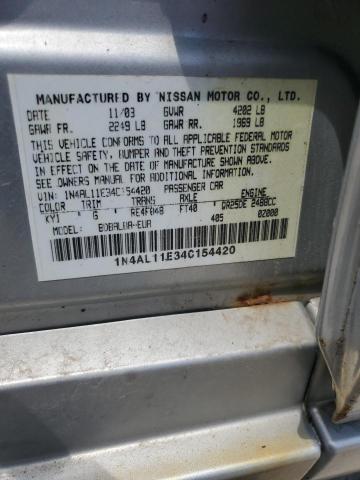 MANUFACTURED BY NISSAN MOTOR CO., LTD.
DATE 11/03 GVWR 4202 LB
GAWR FR. 2249 LB GAWR RR. 1969 LB
THIS VEHICLE CONFORMS TO ALL APPLICABLE FEDERAL MOTOR
VEHICLE SAFETY, BUMPER AND THEFT PREVENTION STANDARDS
IN EFFECT ON THE DATE OF MANUFACTURE SHOWN ABOVE.
SEE OWNERS MANUAL FOR ADDITIONAL INFORMATION
VIN: 1N4AL11E34C154420 PASSENGER CAR
COLOR TRIM TRANS AXLE ENGINE
KY1 G RE4F04B FT40 QR25DE 2488CC
MODEL: BDBALUA-EUA 405 02000
1N4AL11E34C154420